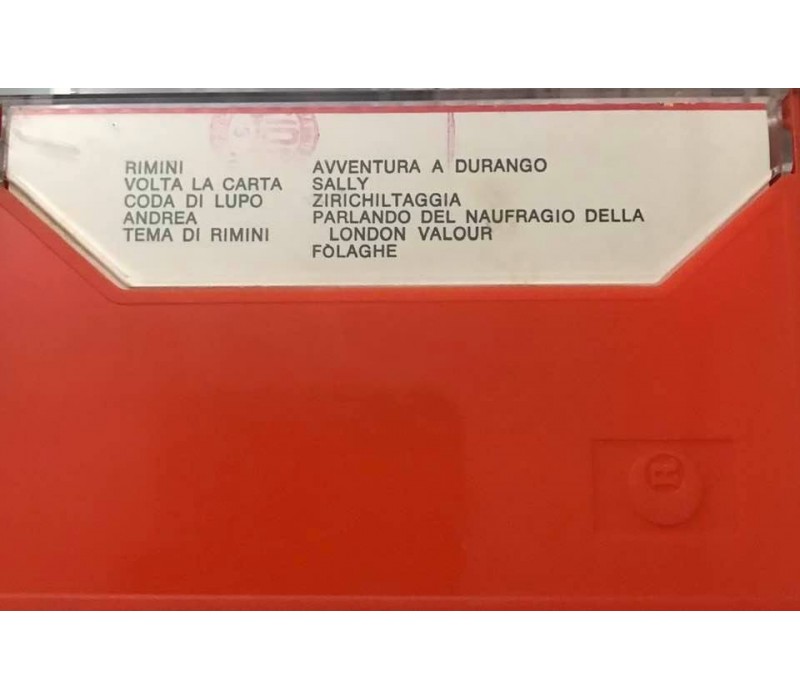 RIMINI
VOLTA LA CARTA
CODA DI LUPO
ANDREA
TEMA DI RIMINI
AVVENTURA A DURANGO
SALLY
ZIRICHILTAGGIA
PARLANDO DEL NAUFRAGIO DELLA
LONDON VALOUR
FÒLAGHE
R